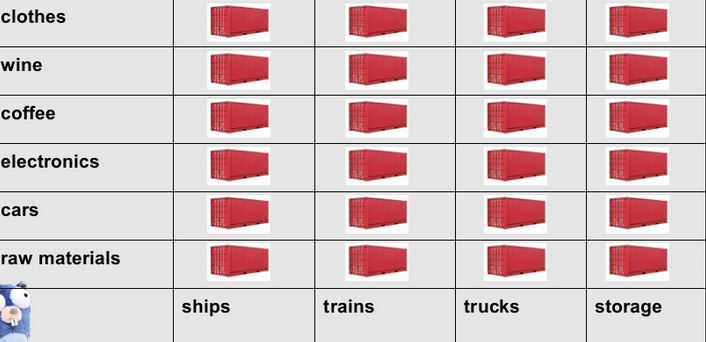 clothes
wine
coffee
electronics
cars
raw materials
ships trains trucks storage